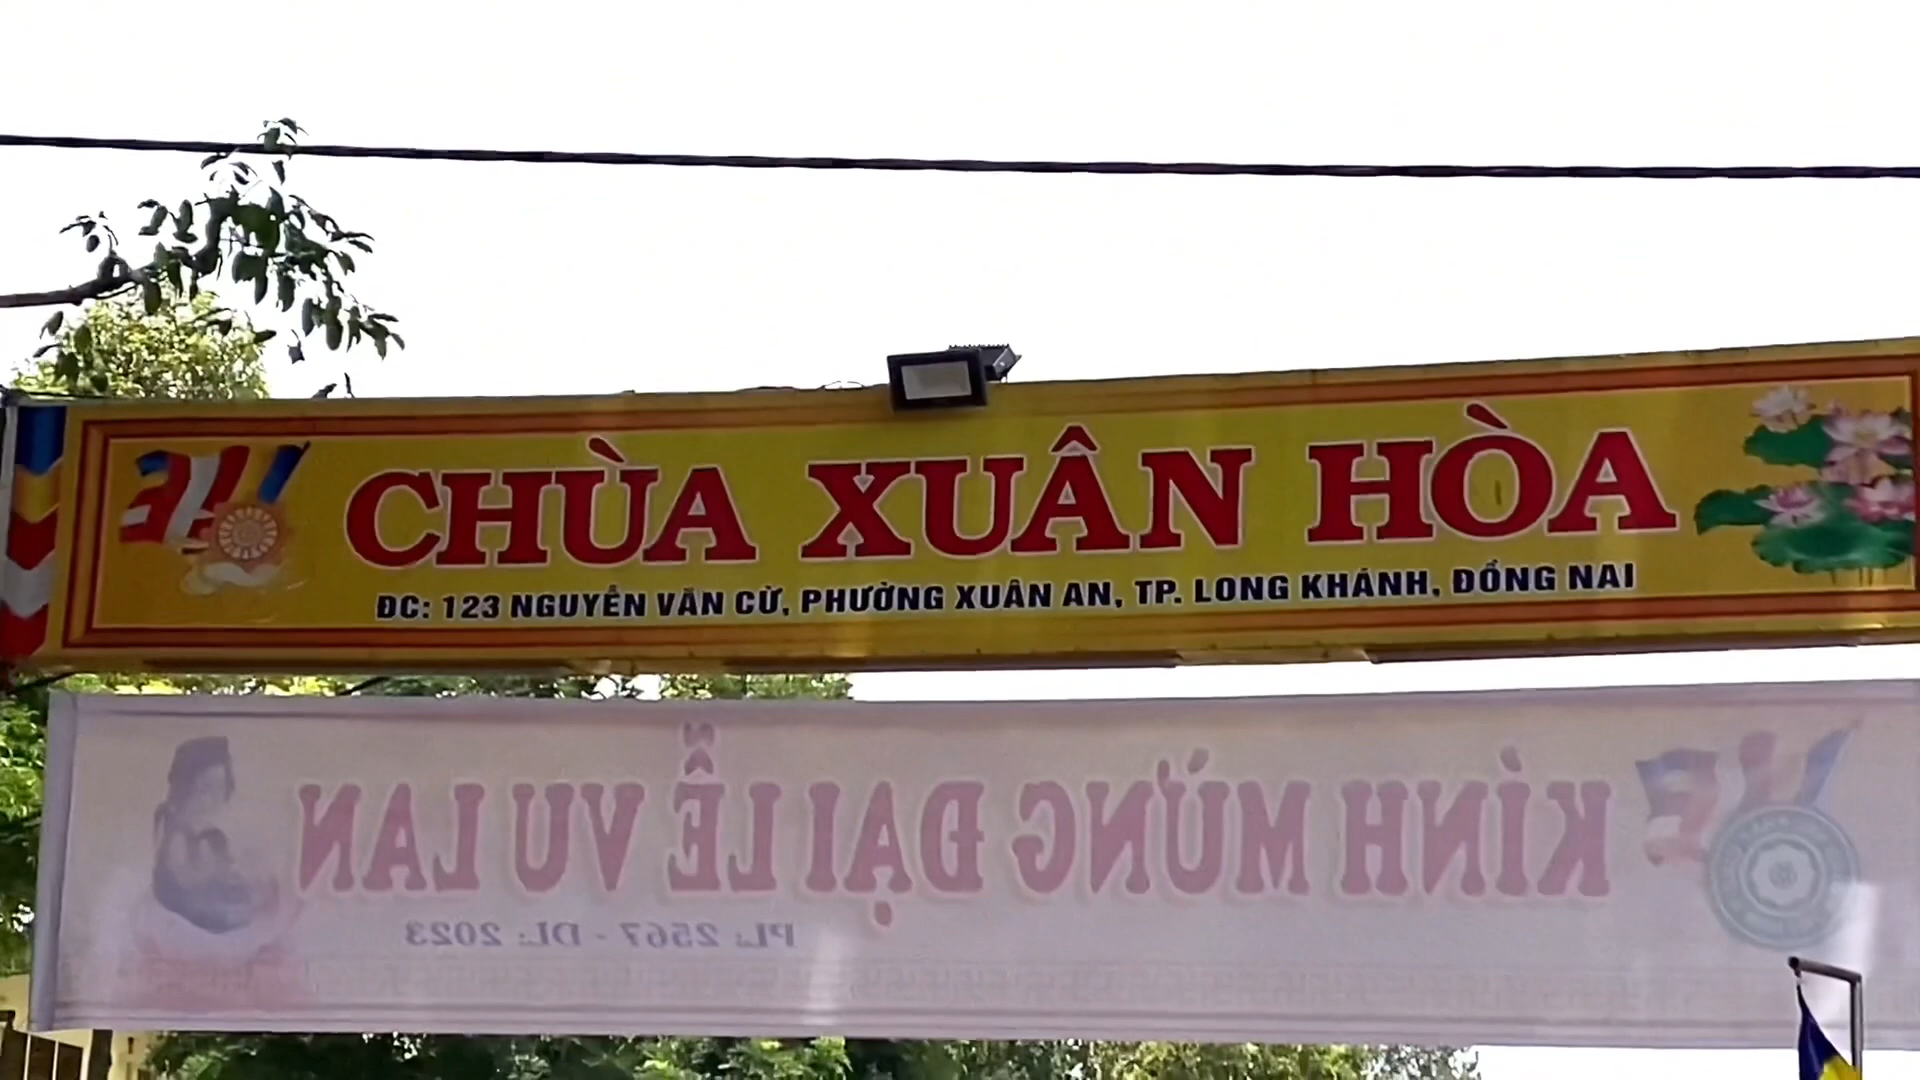 CHÙA XUÂN HÒA
ĐC: 123 NGUYỄN VĂN CỪ, PHƯỜNG XUÂN AN, TP. LONG KHÁNH, ĐỒNG NAI
KÍNH MỪNG ĐẠI LỄ VU LAN
PL: 2567 - DL: 2023